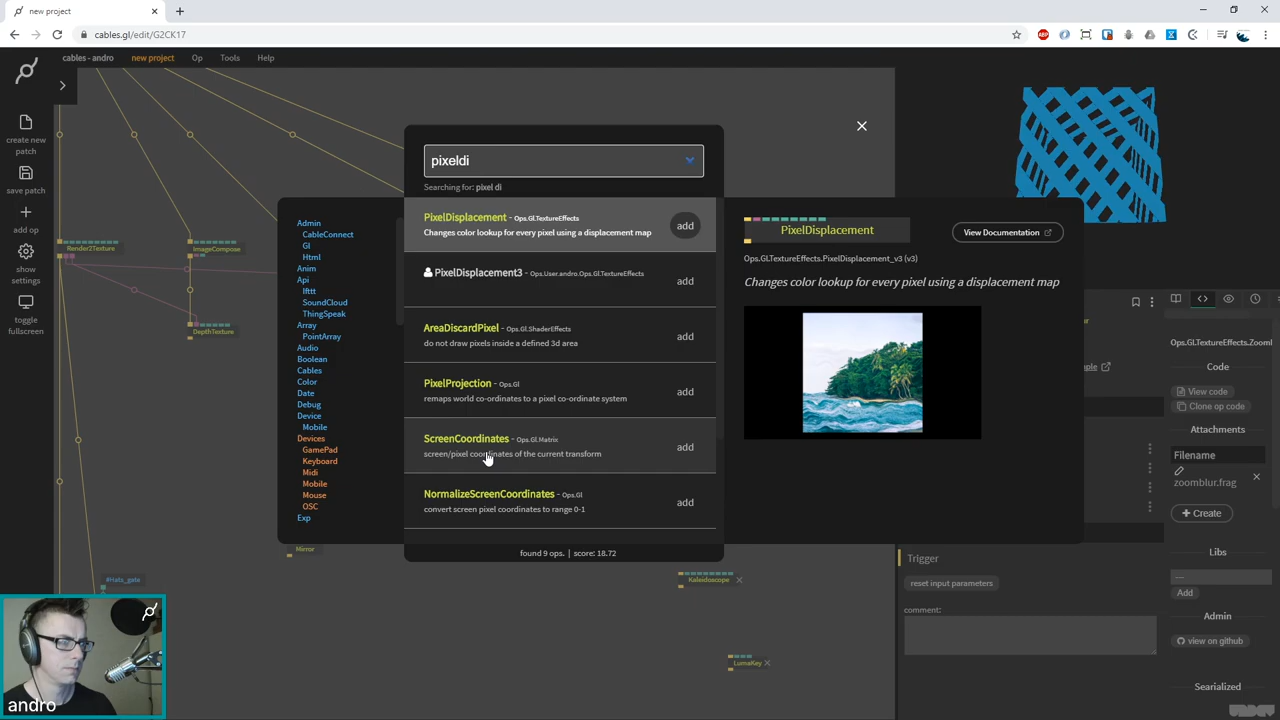 new project
cables.gl/edit/G2CK17
cables - andro
new project
Op
Tools
Help
create new
patch
save patch
add op
show
settings
toggle
fullscreen
Render2Texture
ImageCompose
DepthTexture
Mirror
#Hats_gate
Kaleidoscope
LumaKey
pixeldi
Searching for: pixel di
PixelDisplacement - Ops.Gl.TextureEffects
Changes color lookup for every pixel using a displacement map
add
PixelDisplacement3 - Ops.User.andro.Ops.Gl.TextureEffects
add
AreaDiscardPixel - Ops.Gl.ShaderEffects
do not draw pixels inside a defined 3d area
add
PixelProjection - Ops.Gl
remaps world co-ordinates to a pixel co-ordinate system
add
ScreenCoordinates - Ops.Gl.Matrix
screen/pixel coordinates of the current transform
add
NormalizeScreenCoordinates - Ops.Gl
convert screen pixel coordinates to range 0-1
add
found 9 ops. | score: 18.72
Admin
CableConnect
Gl
Html
Anim
Api
Ifttt
SoundCloud
ThingSpeak
Array
PointArray
Audio
Boolean
Cables
Color
Date
Debug
Device
Mobile
Devices
GamePad
Keyboard
Midi
Mobile
Mouse
OSC
Exp
PixelDisplacement
View Documentation
Ops.Gl.TextureEffects.PixelDisplacement_v3 (v3)
Changes color lookup for every pixel using a displacement map
Ops.Gl.TextureEffects.Zooml
Code
View code
Clone op code
Attachments
Filename
zoomblur.frag
+ Create
Libs
---
Add
Admin
view on github
Searialized
Trigger
reset input parameters
comment:
andro